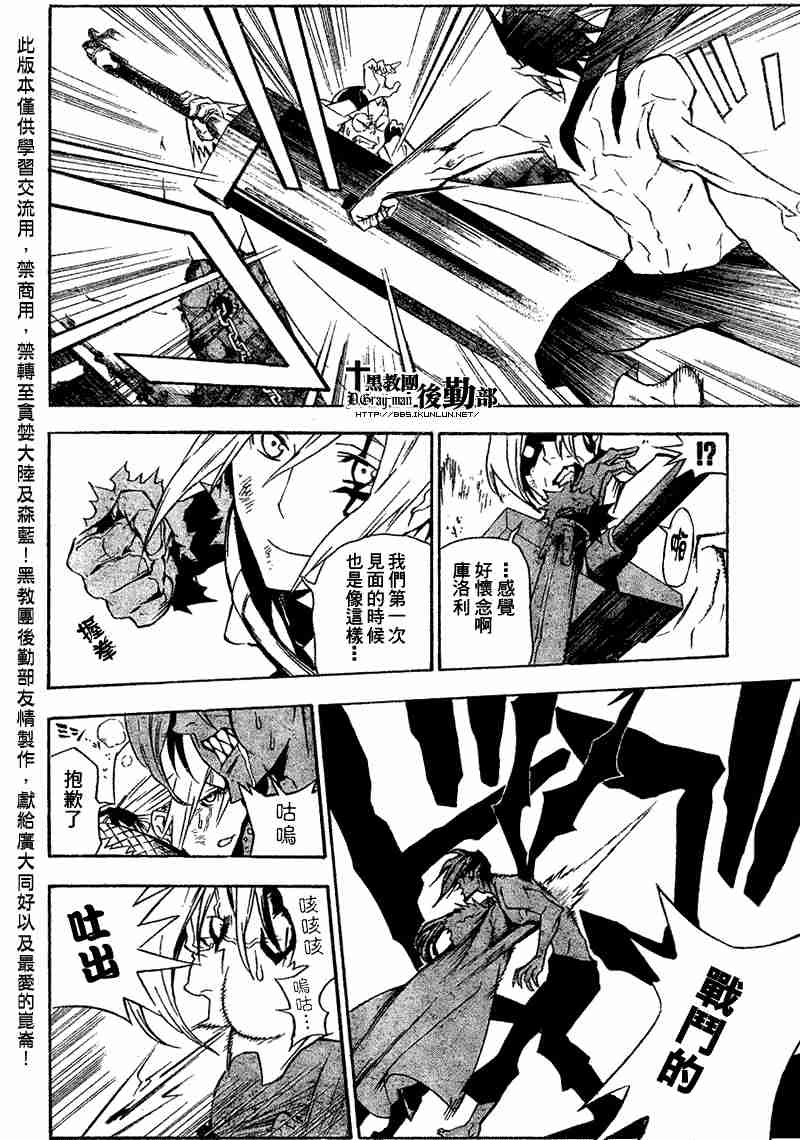 此版本僅供學習交流用，禁商用，禁轉至貪婪大陸及森藍！黑教團後勤部友情製作，獻給廣大同好以及最愛的崑崙！
黑教團
D.Gray-man
後勤部
HTTP://BBS.IKUNLUN.NET/
!?
…感覺
好懷念啊
庫洛利
我們第一次
見面的時候
也是像這樣…
握拳
戰鬥的
咕嗚
抱歉了
咳咳咳
嗚咕…
吐出